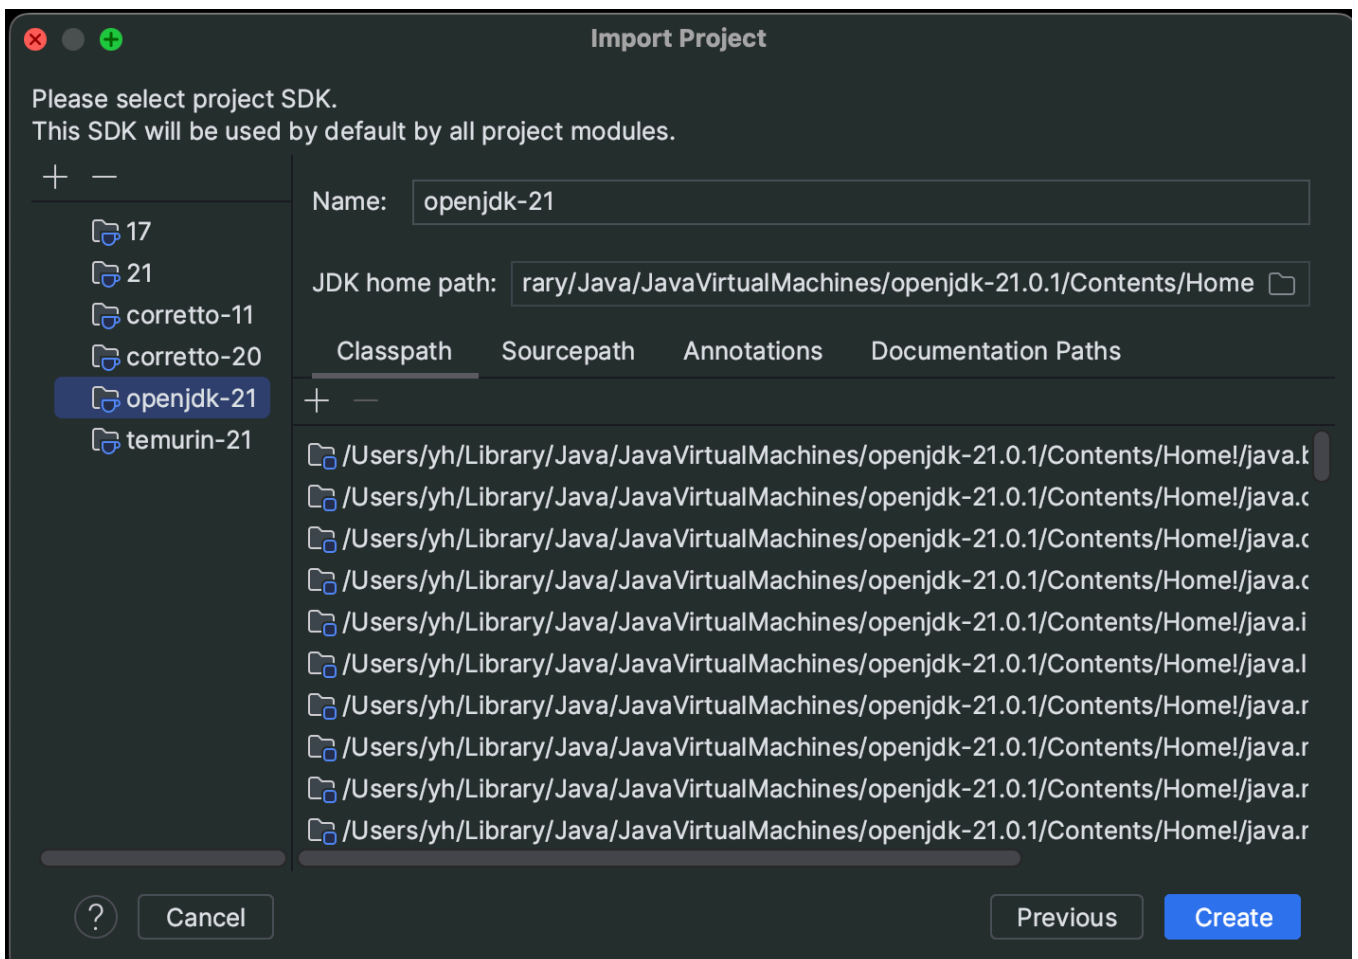 Import Project
Please select project SDK.
This SDK will be used by default by all project modules.
17
21
corretto-11
corretto-20
openjdk-21
temurin-21
Name: openjdk-21
JDK home path: rary/Java/JavaVirtualMachines/openjdk-21.0.1/Contents/Home
Classpath Sourcepath Annotations Documentation Paths
/Users/yh/Library/Java/JavaVirtualMachines/openjdk-21.0.1/Contents/Home!/java.b
/Users/yh/Library/Java/JavaVirtualMachines/openjdk-21.0.1/Contents/Home!/java.c
/Users/yh/Library/Java/JavaVirtualMachines/openjdk-21.0.1/Contents/Home!/java.c
/Users/yh/Library/Java/JavaVirtualMachines/openjdk-21.0.1/Contents/Home!/java.c
/Users/yh/Library/Java/JavaVirtualMachines/openjdk-21.0.1/Contents/Home!/java.i
/Users/yh/Library/Java/JavaVirtualMachines/openjdk-21.0.1/Contents/Home!/java.l
/Users/yh/Library/Java/JavaVirtualMachines/openjdk-21.0.1/Contents/Home!/java.r
/Users/yh/Library/Java/JavaVirtualMachines/openjdk-21.0.1/Contents/Home!/java.r
/Users/yh/Library/Java/JavaVirtualMachines/openjdk-21.0.1/Contents/Home!/java.r
/Users/yh/Library/Java/JavaVirtualMachines/openjdk-21.0.1/Contents/Home!/java.r
? Cancel Previous Create